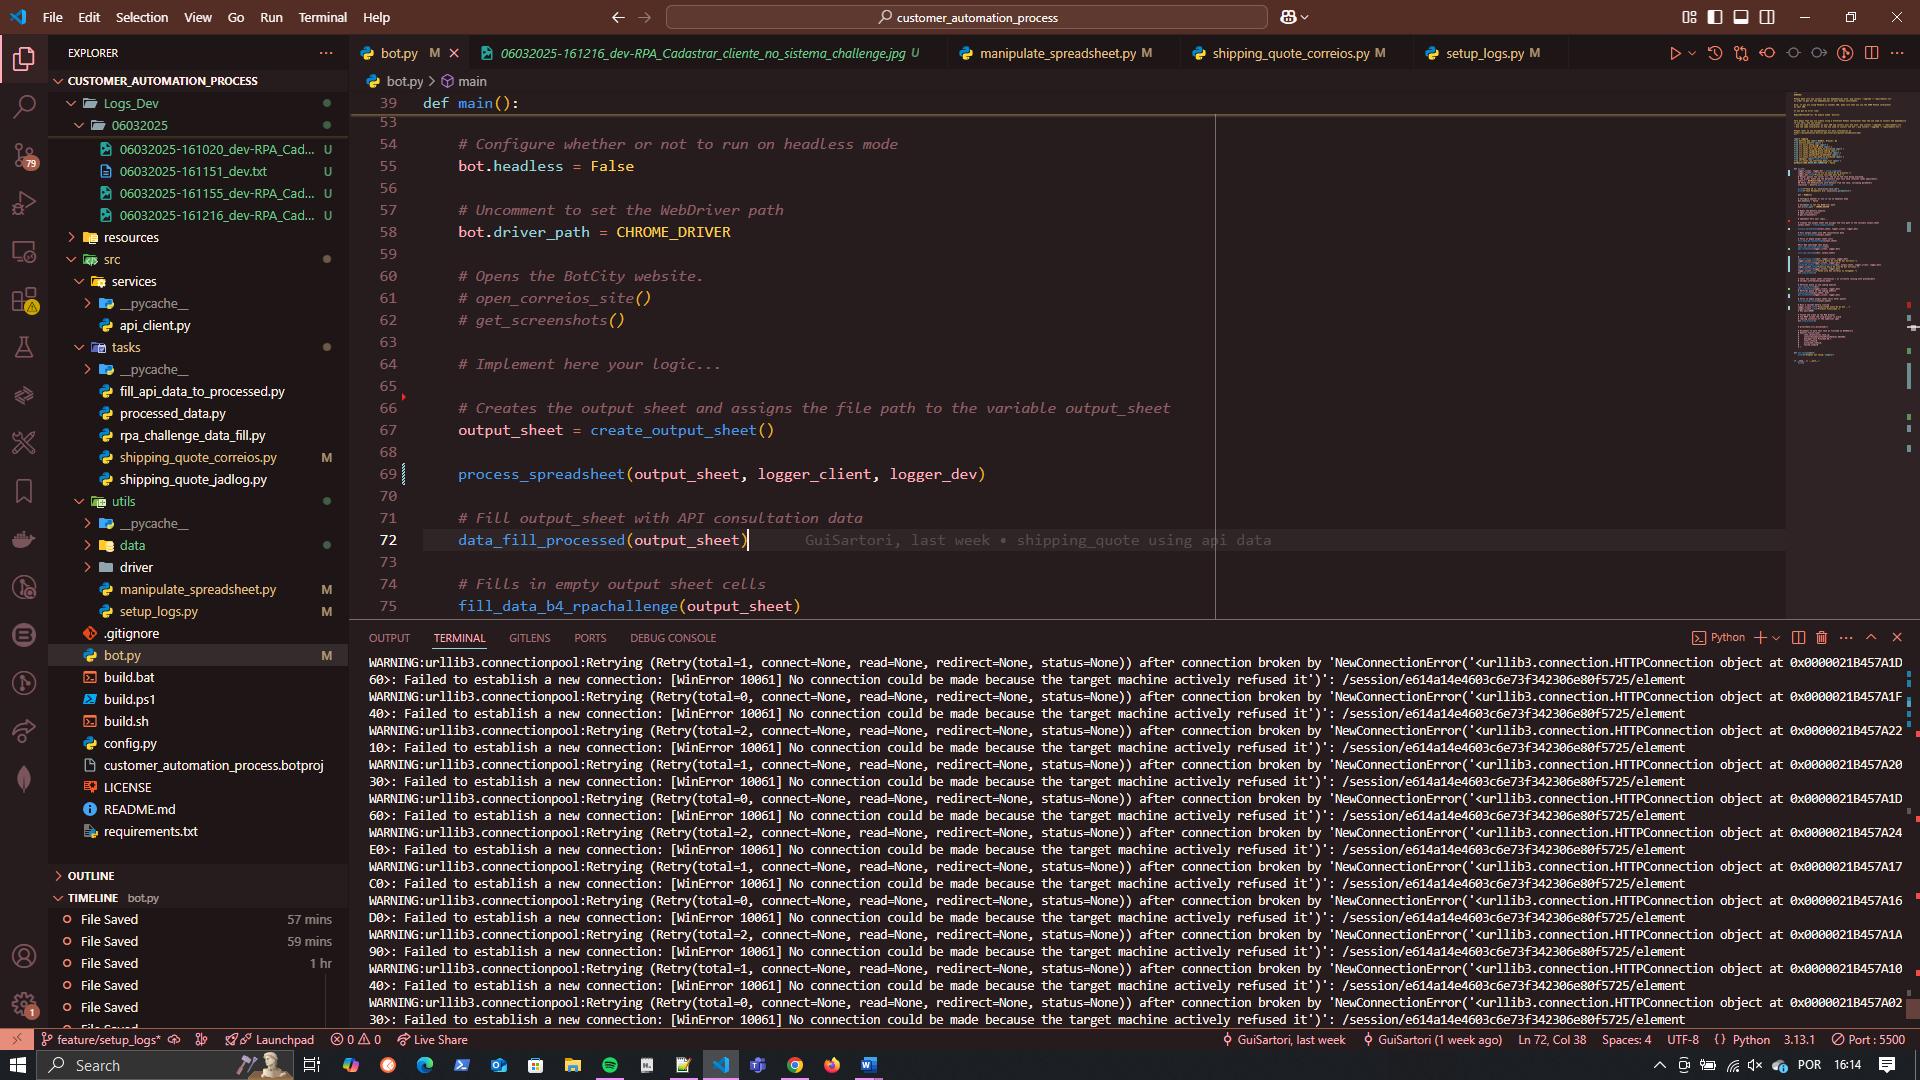 File Edit Selection View Go Run Terminal Help
customer_automation_process
EXPLORER
CUSTOMER_AUTOMATION_PROCESS
Logs_Dev
06032025
06032025-161020_dev-RPA_Cad... U
06032025-161151_dev.txt U
06032025-161155_dev-RPA_Cad... U
06032025-161216_dev-RPA_Cad... U
resources
src
services
__pycache__
api_client.py
tasks
__pycache__
fill_api_data_to_processed.py
processed_data.py
rpa_challenge_data_fill.py
shipping_quote_correios.py M
shipping_quote_jadlog.py
utils
__pycache__
data
driver
manipulate_spreadsheet.py M
setup_logs.py M
.gitignore
bot.py M
build.bat
build.ps1
build.sh
config.py
customer_automation_process.botproj
LICENSE
README.md
requirements.txt
OUTLINE
TIMELINE bot.py
File Saved 57 mins
File Saved 59 mins
File Saved 1 hr
File Saved
File Saved
79
1
bot.py M
06032025-161216_dev-RPA_Cadastrar_cliente_no_sistema_challenge.jpg U
manipulate_spreadsheet.py M
shipping_quote_correios.py M
setup_logs.py M
bot.py > main
39 def main():
53
54 # Configure whether or not to run on headless mode
55 bot.headless = False
56
57 # Uncomment to set the WebDriver path
58 bot.driver_path = CHROME_DRIVER
59
60 # Opens the BotCity website.
61 # open_correios_site()
62 # get_screenshots()
63
64 # Implement here your logic...
65
66 # Creates the output sheet and assigns the file path to the variable output_sheet
67 output_sheet = create_output_sheet()
68
69 process_spreadsheet(output_sheet, logger_client, logger_dev)
70
71 # Fill output_sheet with API consultation data
72 data_fill_processed(output_sheet) GuiSartori, last week • shipping_quote using api data
73
74 # Fills in empty output sheet cells
75 fill_data_b4_rpachallenge(output_sheet)
OUTPUT TERMINAL GITLENS PORTS DEBUG CONSOLE
Python
WARNING:urllib3.connectionpool:Retrying (Retry(total=1, connect=None, read=None, redirect=None, status=None)) after connection broken by 'NewConnectionError('<urllib3.connection.HTTPConnection object at 0x0000021B457A1D
60>: Failed to establish a new connection: [WinError 10061] No connection could be made because the target machine actively refused it')': /session/e614a14e4603c6e73f342306e80f5725/element
WARNING:urllib3.connectionpool:Retrying (Retry(total=0, connect=None, read=None, redirect=None, status=None)) after connection broken by 'NewConnectionError('<urllib3.connection.HTTPConnection object at 0x0000021B457A1F
40>: Failed to establish a new connection: [WinError 10061] No connection could be made because the target machine actively refused it')': /session/e614a14e4603c6e73f342306e80f5725/element
WARNING:urllib3.connectionpool:Retrying (Retry(total=2, connect=None, read=None, redirect=None, status=None)) after connection broken by 'NewConnectionError('<urllib3.connection.HTTPConnection object at 0x0000021B457A22
10>: Failed to establish a new connection: [WinError 10061] No connection could be made because the target machine actively refused it')': /session/e614a14e4603c6e73f342306e80f5725/element
WARNING:urllib3.connectionpool:Retrying (Retry(total=1, connect=None, read=None, redirect=None, status=None)) after connection broken by 'NewConnectionError('<urllib3.connection.HTTPConnection object at 0x0000021B457A20
30>: Failed to establish a new connection: [WinError 10061] No connection could be made because the target machine actively refused it')': /session/e614a14e4603c6e73f342306e80f5725/element
WARNING:urllib3.connectionpool:Retrying (Retry(total=0, connect=None, read=None, redirect=None, status=None)) after connection broken by 'NewConnectionError('<urllib3.connection.HTTPConnection object at 0x0000021B457A1D
60>: Failed to establish a new connection: [WinError 10061] No connection could be made because the target machine actively refused it')': /session/e614a14e4603c6e73f342306e80f5725/element
WARNING:urllib3.connectionpool:Retrying (Retry(total=2, connect=None, read=None, redirect=None, status=None)) after connection broken by 'NewConnectionError('<urllib3.connection.HTTPConnection object at 0x0000021B457A24
E0>: Failed to establish a new connection: [WinError 10061] No connection could be made because the target machine actively refused it')': /session/e614a14e4603c6e73f342306e80f5725/element
WARNING:urllib3.connectionpool:Retrying (Retry(total=1, connect=None, read=None, redirect=None, status=None)) after connection broken by 'NewConnectionError('<urllib3.connection.HTTPConnection object at 0x0000021B457A17
C0>: Failed to establish a new connection: [WinError 10061] No connection could be made because the target machine actively refused it')': /session/e614a14e4603c6e73f342306e80f5725/element
WARNING:urllib3.connectionpool:Retrying (Retry(total=0, connect=None, read=None, redirect=None, status=None)) after connection broken by 'NewConnectionError('<urllib3.connection.HTTPConnection object at 0x0000021B457A16
D0>: Failed to establish a new connection: [WinError 10061] No connection could be made because the target machine actively refused it')': /session/e614a14e4603c6e73f342306e80f5725/element
WARNING:urllib3.connectionpool:Retrying (Retry(total=2, connect=None, read=None, redirect=None, status=None)) after connection broken by 'NewConnectionError('<urllib3.connection.HTTPConnection object at 0x0000021B457A1A
90>: Failed to establish a new connection: [WinError 10061] No connection could be made because the target machine actively refused it')': /session/e614a14e4603c6e73f342306e80f5725/element
WARNING:urllib3.connectionpool:Retrying (Retry(total=1, connect=None, read=None, redirect=None, status=None)) after connection broken by 'NewConnectionError('<urllib3.connection.HTTPConnection object at 0x0000021B457A10
40>: Failed to establish a new connection: [WinError 10061] No connection could be made because the target machine actively refused it')': /session/e614a14e4603c6e73f342306e80f5725/element
WARNING:urllib3.connectionpool:Retrying (Retry(total=0, connect=None, read=None, redirect=None, status=None)) after connection broken by 'NewConnectionError('<urllib3.connection.HTTPConnection object at 0x0000021B457A02
30>: Failed to establish a new connection: [WinError 10061] No connection could be made because the target machine actively refused it')': /session/e614a14e4603c6e73f342306e80f5725/element
feature/setup_logs* Launchpad 0 0 Live Share GuiSartori, last week GuiSartori (1 week ago) Ln 72, Col 38 Spaces: 4 UTF-8 {} Python 3.13.1 Port : 5500
Search POR 16:14